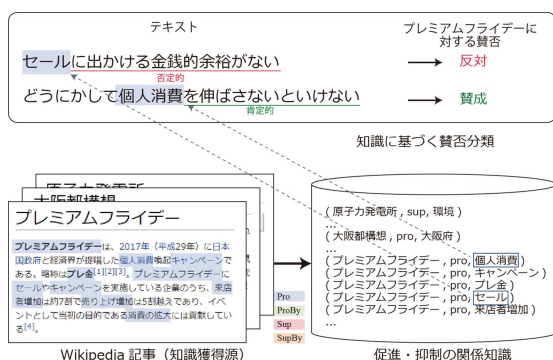 テキスト
プレミアムフライデーに
対する賛否
セールに出かける金銭的余裕がない
反対
否定的
どうにかして個人消費を伸ばさないといけない
賛成
肯定的
知識に基づく賛否分類
原子力発電所
大阪都構想
プレミアムフライデー
プレミアムフライデーは、2017年（平成29年）に日本
国政府と経済界が提唱した個人消費喚起キャンペーン
である。略称はプレ金[1][2][3]。プレミアムフライデーに
セールやキャンペーンを実施している企業のうち、来店
者増加は約7割で売り上げ増加は5割越えであり、イベ
ントとして当初の目的である消費の拡大には貢献してい
る[4]。
Pro
ProBy
Sup
SupBy
( 原子力発電所 , sup, 環境 )
...
( 大阪都構想 , pro, 大阪府 )
...
( プレミアムフライデー , pro, 個人消費 )
( プレミアムフライデー , pro, キャンペーン )
( プレミアムフライデー , pro, プレ金 )
( プレミアムフライデー , pro, セール )
( プレミアムフライデー , pro, 来店者増加 )
...
Wikipedia 記事（知識獲得源）
促進・抑制の関係知識